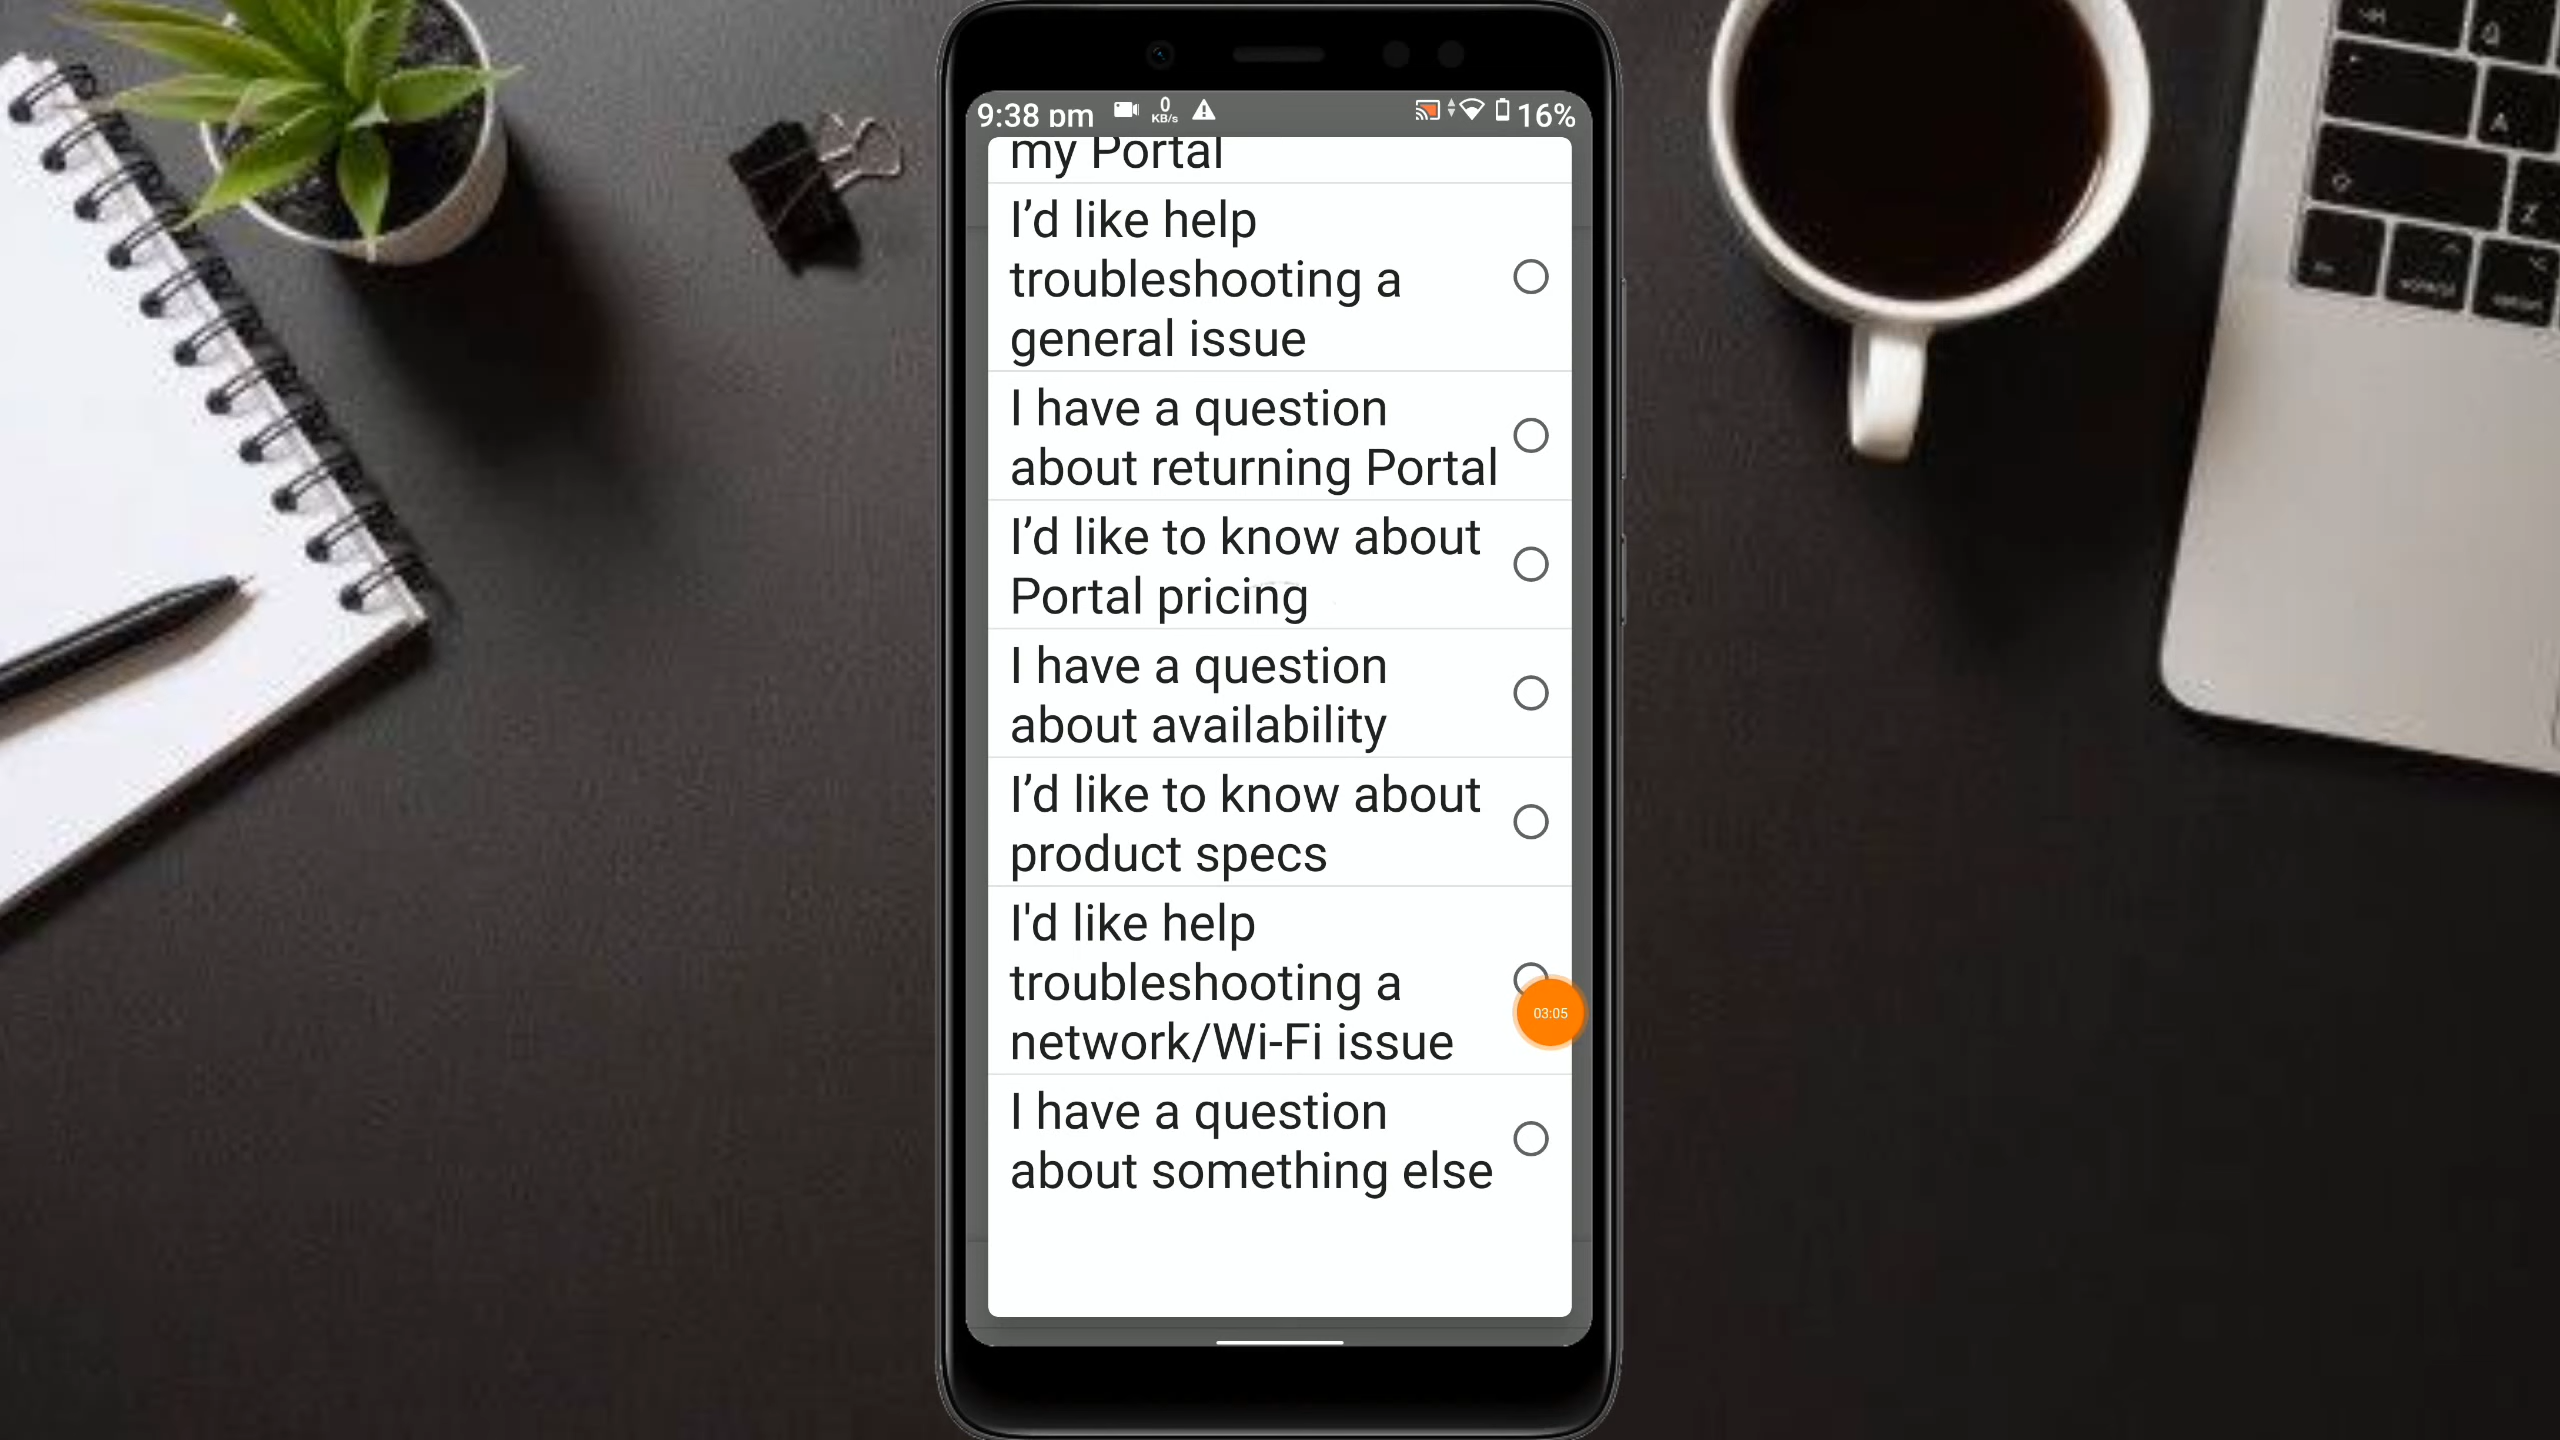 9:38 pm 0 KB/s 16%
my Portal
I’d like help
troubleshooting a
general issue
I have a question
about returning Portal
I’d like to know about
Portal pricing
I have a question
about availability
I’d like to know about
product specs
I'd like help
troubleshooting a
network/Wi-Fi issue
03:05
I have a question
about something else